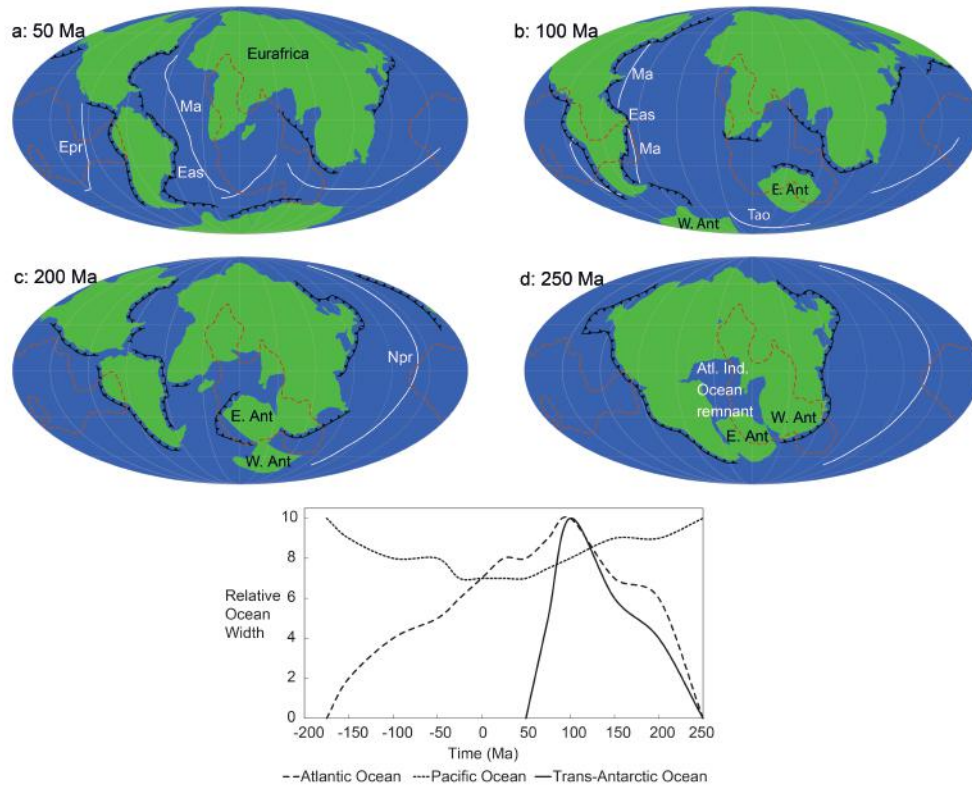 a: 50 Ma
Eurafrica
Ma
Epr
Eas
b: 100 Ma
Ma
Eas
Ma
E. Ant
Tao
W. Ant
c: 200 Ma
Npr
E. Ant
W. Ant
d: 250 Ma
Atl. Ind.
Ocean
remnant
W. Ant
E. Ant
10
8
6
4
2
0
Relative
Ocean
Width
-200 -150 -100 -50 0 50 100 150 200 250
Time (Ma)
Atlantic Ocean Pacific Ocean Trans-Antarctic Ocean